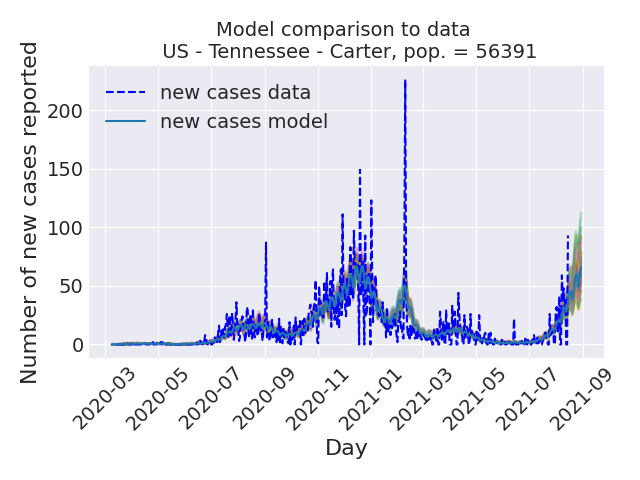 Model comparison to data
US - Tennessee - Carter, pop. = 56391
Number of new cases reported
200
150
100
50
0
new cases data
new cases model
2020-03
2020-05
2020-07
2020-09
2020-11
2021-01
2021-03
2021-05
2021-07
2021-09
Day